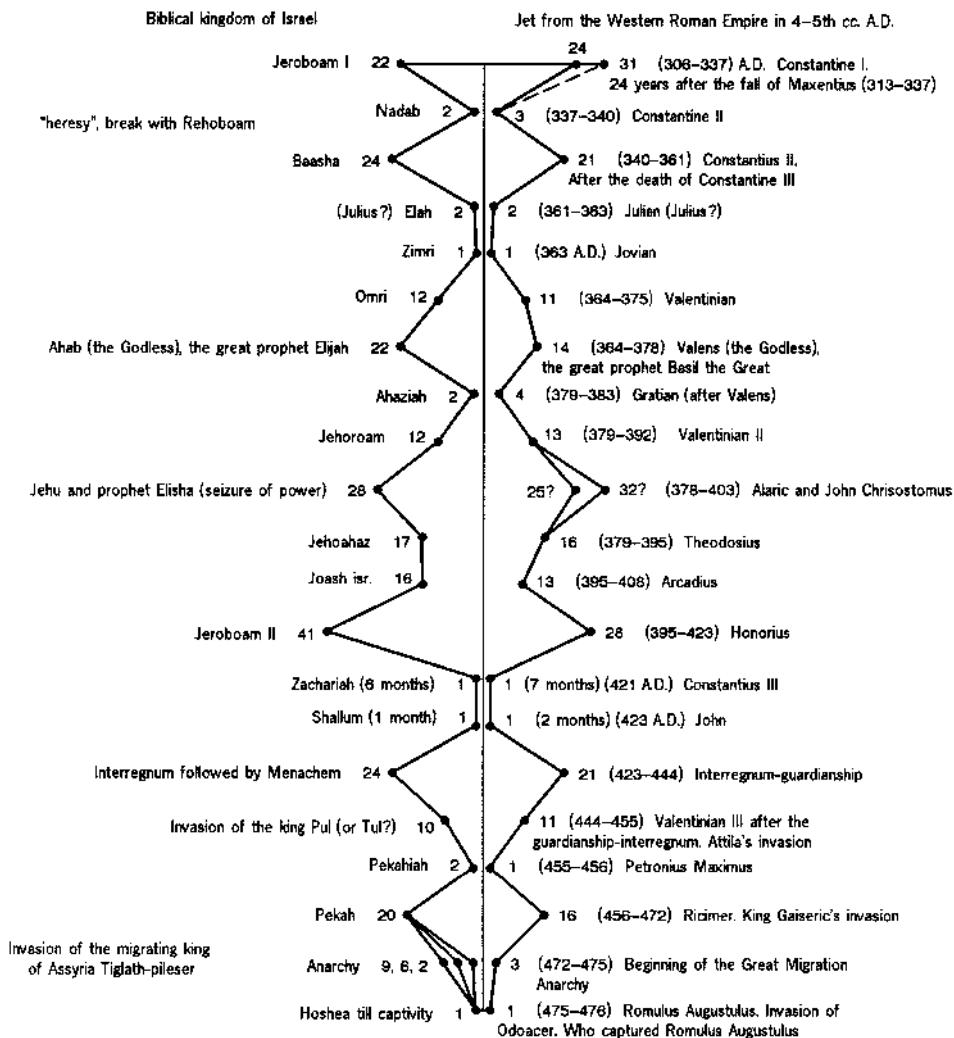 Biblical kingdom of Israel
Jet from the Western Roman Empire in 4–5th cc. A.D.
Jeroboam I 22
24
31 (306–337) A.D. Constantine I.
24 years after the fall of Maxentius (313–337)
Nadab 2
3 (337–340) Constantine II
"heresy", break with Rehoboam
Baasha 24
21 (340–361) Constantius II.
After the death of Constantine III
(Julius?) Elah 2
2 (361–363) Julien (Julius?)
Zimri 1
1 (363 A.D.) Jovian
Omri 12
11 (364–375) Valentinian
Ahab (the Godless), the great prophet Elijah 22
14 (364–378) Valens (the Godless),
the great prophet Basil the Great
Ahaziah 2
4 (379–383) Gratian (after Valens)
Jehoroam 12
13 (379–392) Valentinian II
Jehu and prophet Elisha (seizure of power) 28
25? 32? (378–403) Alaric and John Chrisostomus
Jehoahaz 17
16 (379–395) Theodosius
Joash isr. 16
13 (395–408) Arcadius
Jeroboam II 41
28 (395–423) Honorius
Zachariah (6 months) 1
1 (7 months) (421 A.D.) Constantius III
Shallum (1 month) 1
1 (2 months) (423 A.D.) John
Interregnum followed by Menachem 24
21 (423–444) Interregnum-guardianship
Invasion of the king Pul (or Tul?) 10
11 (444–455) Valentinian III after the
guardianship-interregnum. Attila's invasion
Pekahiah 2
1 (455–456) Petronius Maximus
Pekah 20
16 (456–472) Ricimer. King Gaiseric's invasion
Invasion of the migrating king
of Assyria Tiglath-pileser
Anarchy 9, 6, 2
3 (472–475) Beginning of the Great Migration
Anarchy
Hoshea till captivity 1
1 (475–476) Romulus Augustulus. Invasion of
Odoacer. Who captured Romulus Augustulus